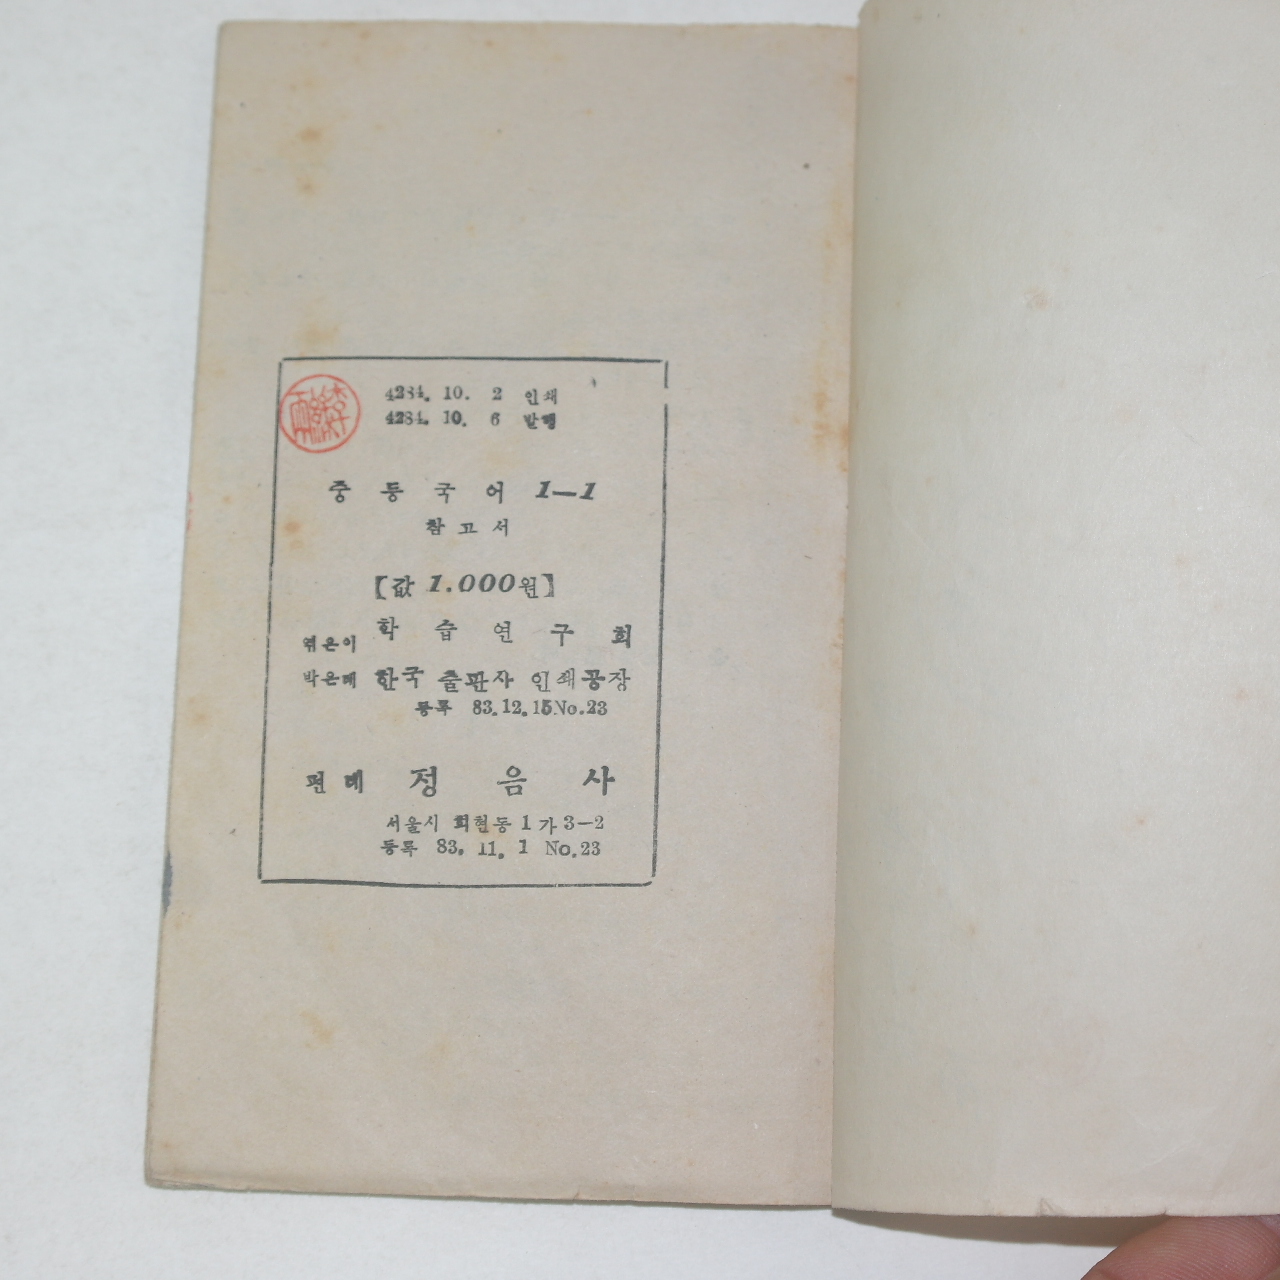 4284. 10. 2 인쇄
4284. 10. 6 발행
중등국어 1—1
참고서
【값 1.000원】
엮은이 학습연구회
박은데 한국출판사 인쇄공장
등록 83.12.15 No.23
편데 정음사
서울시 회현동 1가 3—2
등록 83. 11. 1 No.23